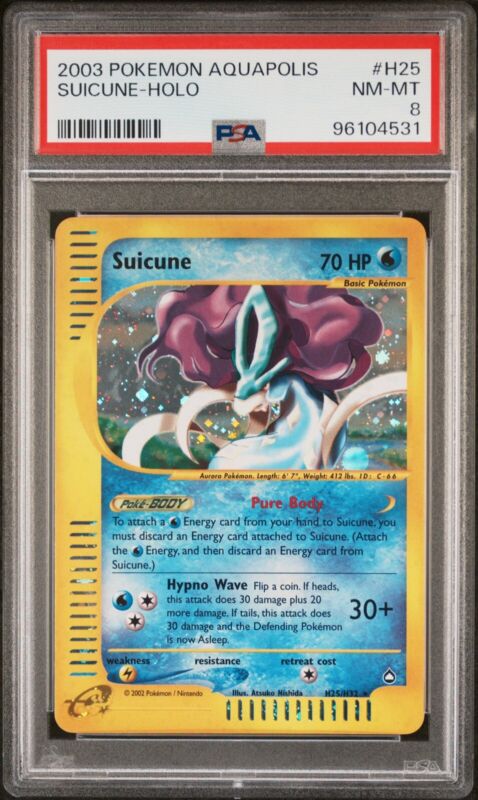 2003 POKEMON AQUAPOLIS #H25
SUICUNE-HOLO NM-MT
8
PSA 96104531
Suicune 70 HP
Basic Pokémon
Aurora Pokémon. Length: 6' 7", Weight: 412 lbs. ID: C-66
Poké-BODY Pure Body
To attach a Energy card from your hand to Suicune, you
must discard an Energy card attached to Suicune. (Attach
the Energy, and then discard an Energy card from
Suicune.)
Hypno Wave Flip a coin. If heads,
this attack does 30 damage plus 20
more damage. If tails, this attack does
30 damage and the Defending Pokémon
is now Asleep.
30+
weakness resistance retreat cost
© 2002 Pokémon / Nintendo Illus. Atsuko Nishida H25/H32 ★
PSA